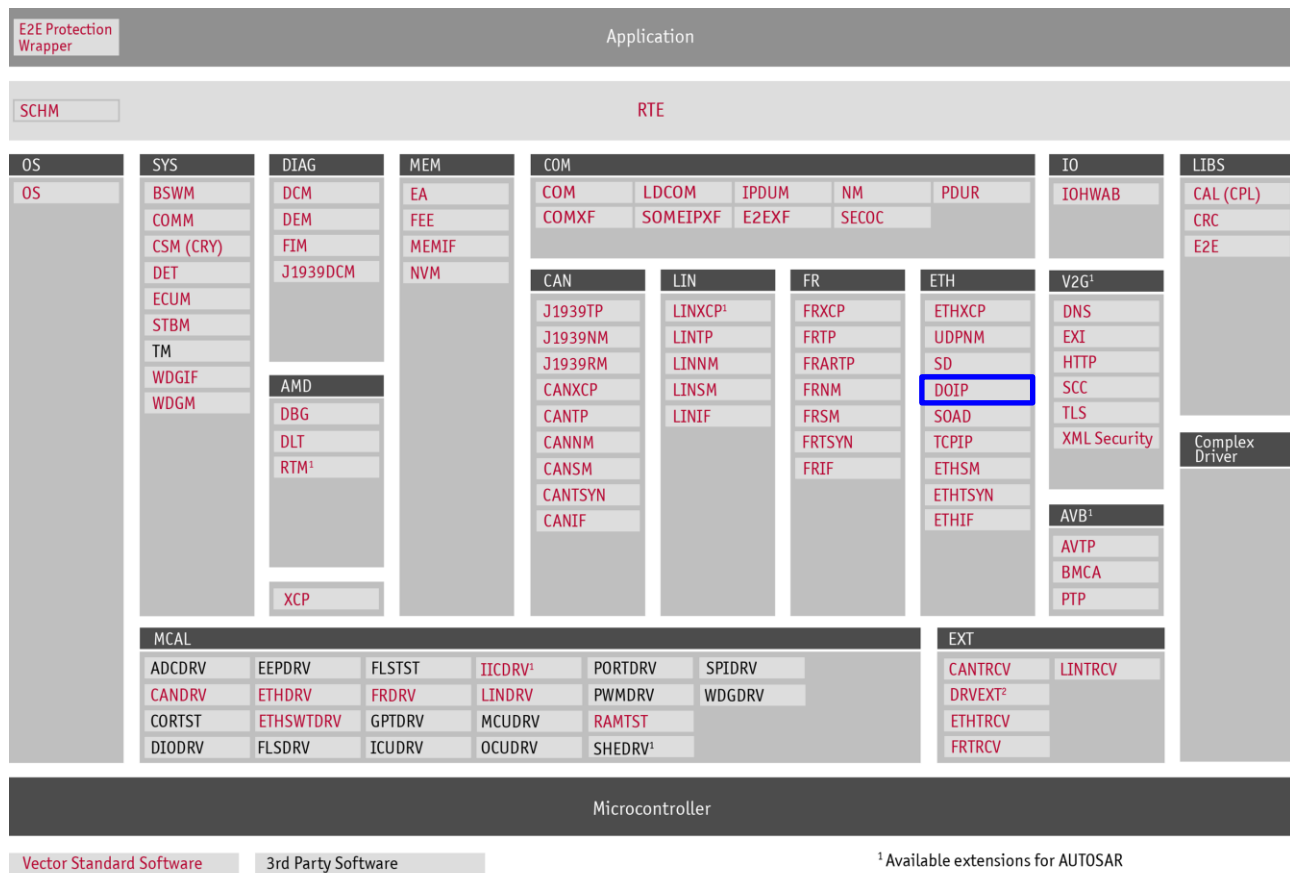 E2E Protection
Wrapper
Application
SCHM
RTE
OS
OS
SYS
BSWM
COMM
CSM (CRY)
DET
ECUM
STBM
TM
WDGIF
WDGM
DIAG
DCM
DEM
FIM
J1939DCM
AMD
DBG
DLT
RTM¹
XCP
MEM
EA
FEE
MEMIF
NVM
COM
COM LDCOM IPDUM NM PDUR
COMXF SOMEIPXF E2EXF SECOC
CAN
J1939TP
J1939NM
J1939RM
CANXCP
CANTP
CANNM
CANSM
CANTSYN
CANIF
LIN
LINXCP¹
LINTP
LINNM
LINSM
LINIF
FR
FRXCP
FRTP
FRARTP
FRNM
FRSM
FRTSYN
FRIF
ETH
ETHXCP
UDPNM
SD
DOIP
SOAD
TCPIP
ETHSM
ETHTSYN
ETHIF
IO
IOHWAB
V2G¹
DNS
EXI
HTTP
SCC
TLS
XML Security
AVB¹
AVTP
BMCA
PTP
LIBS
CAL (CPL)
CRC
E2E
Complex
Driver
MCAL
ADCDRV EEPDRV FLSTST IICDRV¹ PORTDRV SPIDRV
CANDRV ETHDRV FRDRV LINDRV PWMDRV WDGDRV
CORTST ETHSWTDRV GPTDRV MCUDRV RAMTST
DIODRV FLSDRV ICUDRV OCUDRV SHEDRV¹
EXT
CANTRCV LINTRCV
DRVEXT²
ETHTRCV
FRTRCV
Microcontroller
Vector Standard Software 3rd Party Software ¹ Available extensions for AUTOSAR